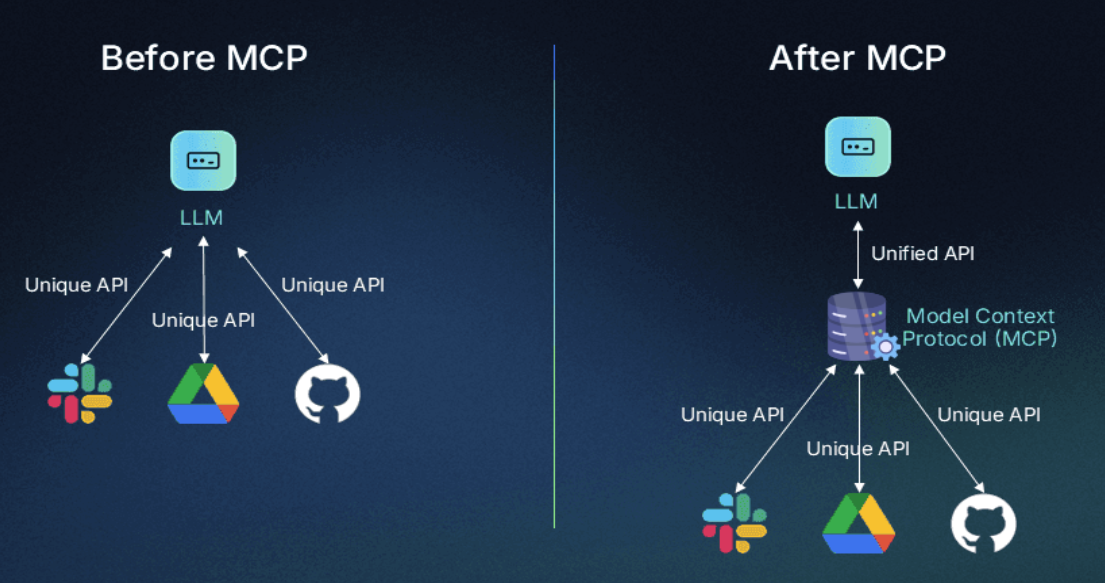 Before MCP
LLM
Unique API
Unique API
Unique API
After MCP
LLM
Unified API
Model Context
Protocol (MCP)
Unique API
Unique API
Unique API